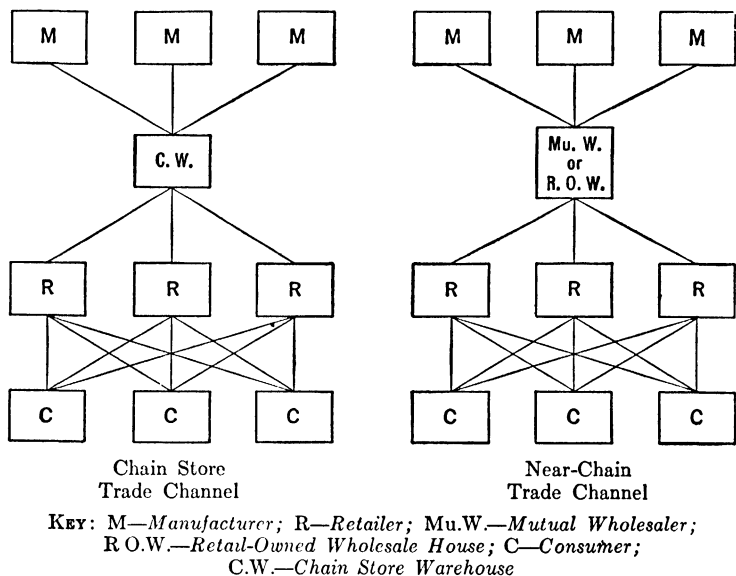 M M M M M M
C. W. Mu. W.
or
R. O. W.
R R R R R R
C C C C C C
Chain Store
Trade Channel
Near-Chain
Trade Channel
KEY: M—Manufacturer; R—Retailer; Mu.W.—Mutual Wholesaler;
R O.W.—Retail-Owned Wholesale House; C—Consumer;
C.W.—Chain Store Warehouse